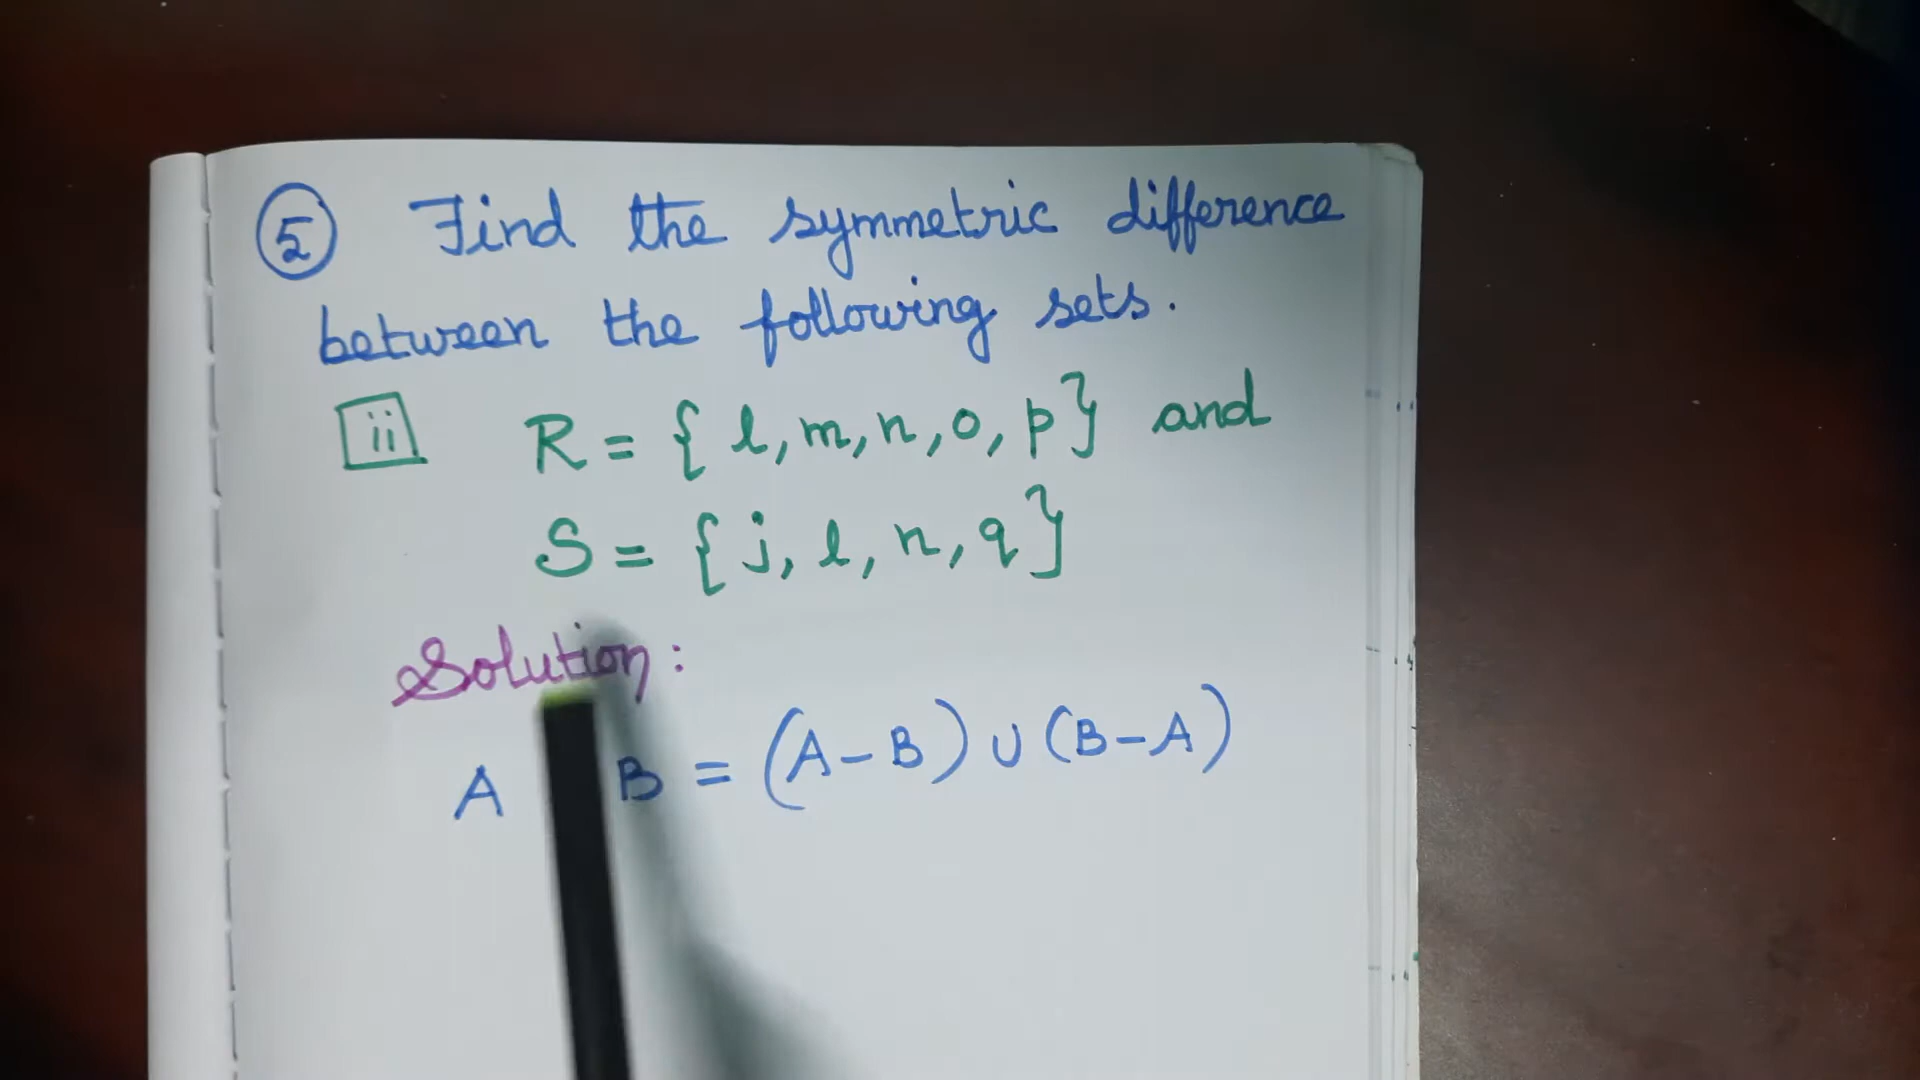 5 Find the symmetric difference
between the following sets.
ii R = { l, m, n, o, p } and
S = { j, l, n, q }
Solution:
A B = (A - B) ∪ (B - A)